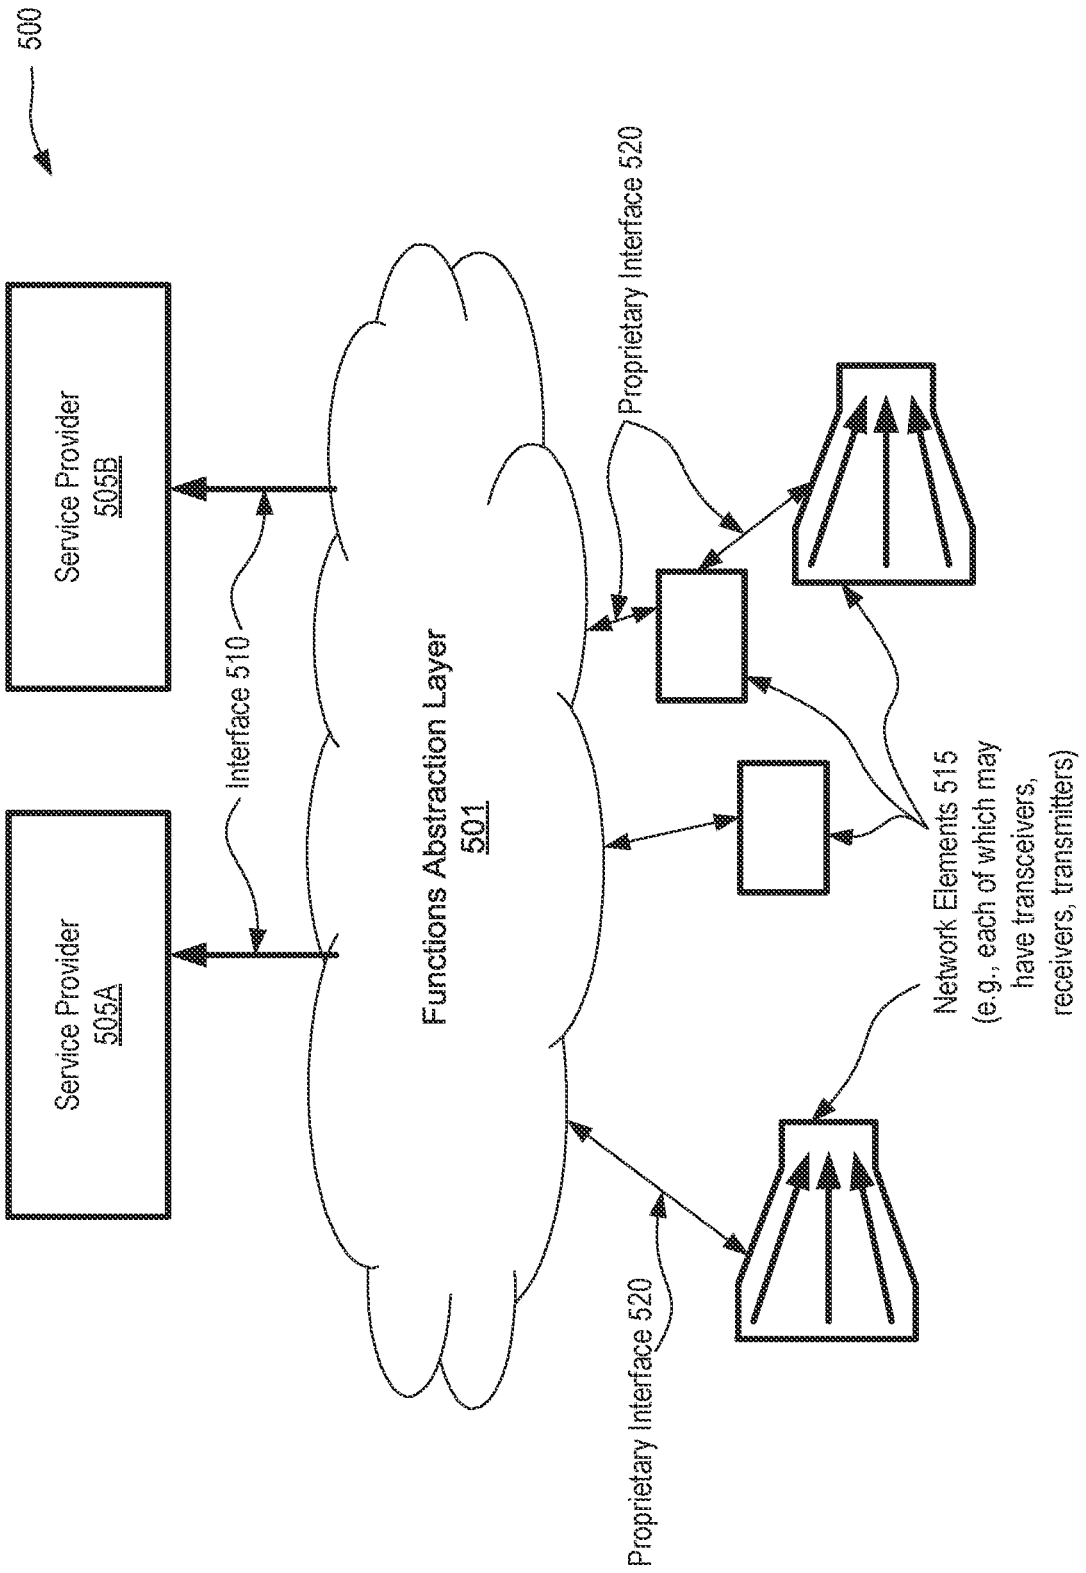 500
Service Provider
505A
Service Provider
505B
Interface 510
Functions Abstraction Layer
501
Proprietary Interface 520
Proprietary Interface 520
Network Elements 515
(e.g., each of which may
have transceivers,
receivers, transmitters)